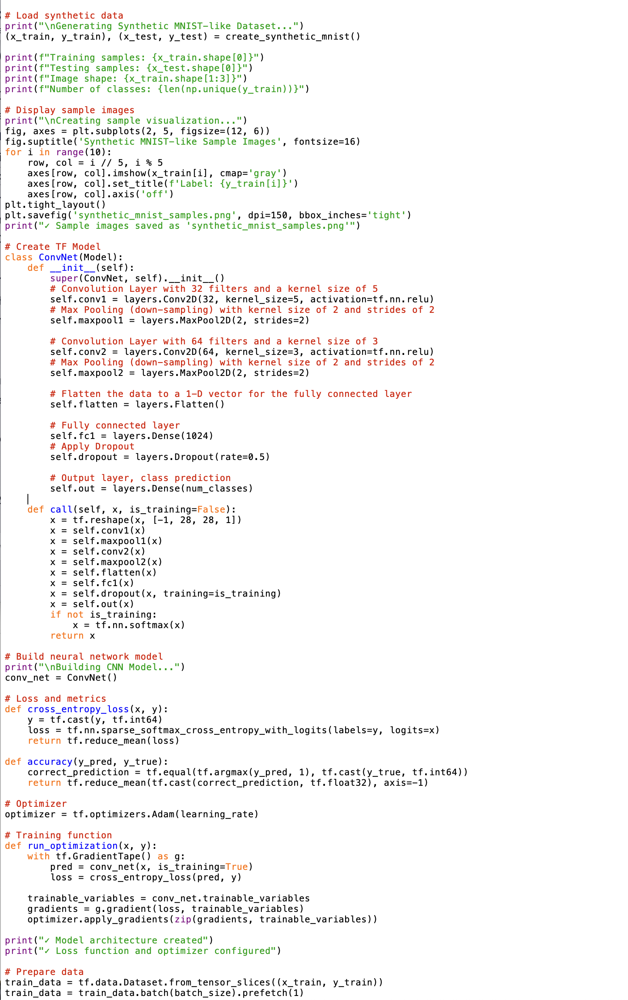 # Load synthetic data
print("\nGenerating Synthetic MNIST-like Dataset...")
(x_train, y_train), (x_test, y_test) = create_synthetic_mnist()

print(f"Training samples: {x_train.shape[0]}")
print(f"Testing samples: {x_test.shape[0]}")
print(f"Image shape: {x_train.shape[1:3]}")
print(f"Number of classes: {len(np.unique(y_train))}")

# Display sample images
print("\nCreating sample visualization...")
fig, axes = plt.subplots(2, 5, figsize=(12, 6))
fig.suptitle('Synthetic MNIST-like Sample Images', fontsize=16)
for i in range(10):
    row, col = i // 5, i % 5
    axes[row, col].imshow(x_train[i], cmap='gray')
    axes[row, col].set_title(f'Label: {y_train[i]}')
    axes[row, col].axis('off')
plt.tight_layout()
plt.savefig('synthetic_mnist_samples.png', dpi=150, bbox_inches='tight')
print("✓ Sample images saved as 'synthetic_mnist_samples.png'")

# Create TF Model
class ConvNet(Model):
    def __init__(self):
        super(ConvNet, self).__init__()
        # Convolution Layer with 32 filters and a kernel size of 5
        self.conv1 = layers.Conv2D(32, kernel_size=5, activation=tf.nn.relu)
        # Max Pooling (down-sampling) with kernel size of 2 and strides of 2
        self.maxpool1 = layers.MaxPool2D(2, strides=2)

        # Convolution Layer with 64 filters and a kernel size of 3
        self.conv2 = layers.Conv2D(64, kernel_size=3, activation=tf.nn.relu)
        # Max Pooling (down-sampling) with kernel size of 2 and strides of 2
        self.maxpool2 = layers.MaxPool2D(2, strides=2)

        # Flatten the data to a 1-D vector for the fully connected layer
        self.flatten = layers.Flatten()

        # Fully connected layer
        self.fc1 = layers.Dense(1024)
        # Apply Dropout
        self.dropout = layers.Dropout(rate=0.5)

        # Output layer, class prediction
        self.out = layers.Dense(num_classes)

    def call(self, x, is_training=False):
        x = tf.reshape(x, [-1, 28, 28, 1])
        x = self.conv1(x)
        x = self.maxpool1(x)
        x = self.conv2(x)
        x = self.maxpool2(x)
        x = self.flatten(x)
        x = self.fc1(x)
        x = self.dropout(x, training=is_training)
        x = self.out(x)
        if not is_training:
            x = tf.nn.softmax(x)
        return x

# Build neural network model
print("\nBuilding CNN Model...")
conv_net = ConvNet()

# Loss and metrics
def cross_entropy_loss(x, y):
    y = tf.cast(y, tf.int64)
    loss = tf.nn.sparse_softmax_cross_entropy_with_logits(labels=y, logits=x)
    return tf.reduce_mean(loss)

def accuracy(y_pred, y_true):
    correct_prediction = tf.equal(tf.argmax(y_pred, 1), tf.cast(y_true, tf.int64))
    return tf.reduce_mean(tf.cast(correct_prediction, tf.float32), axis=-1)

# Optimizer
optimizer = tf.optimizers.Adam(learning_rate)

# Training function
def run_optimization(x, y):
    with tf.GradientTape() as g:
        pred = conv_net(x, is_training=True)
        loss = cross_entropy_loss(pred, y)

    trainable_variables = conv_net.trainable_variables
    gradients = g.gradient(loss, trainable_variables)
    optimizer.apply_gradients(zip(gradients, trainable_variables))

print("✓ Model architecture created")
print("✓ Loss function and optimizer configured")

# Prepare data
train_data = tf.data.Dataset.from_tensor_slices((x_train, y_train))
train_data = train_data.batch(batch_size).prefetch(1)